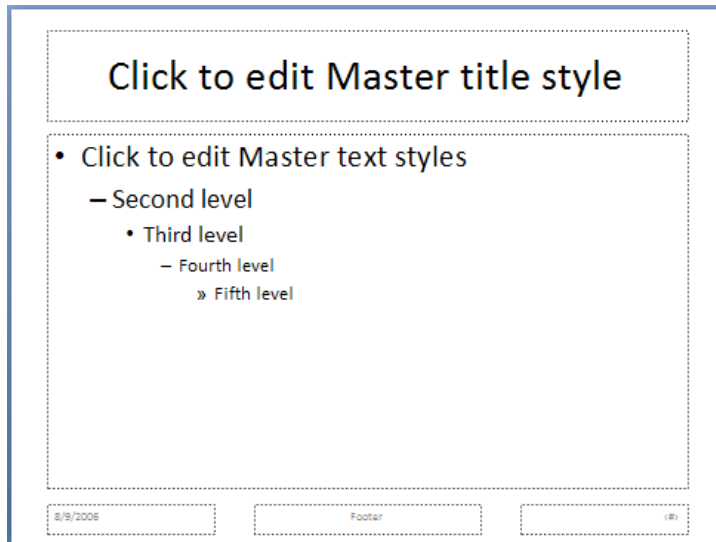 Click to edit Master title style
• Click to edit Master text styles
– Second level
• Third level
– Fourth level
» Fifth level
8/9/2006
Footer
‹#›